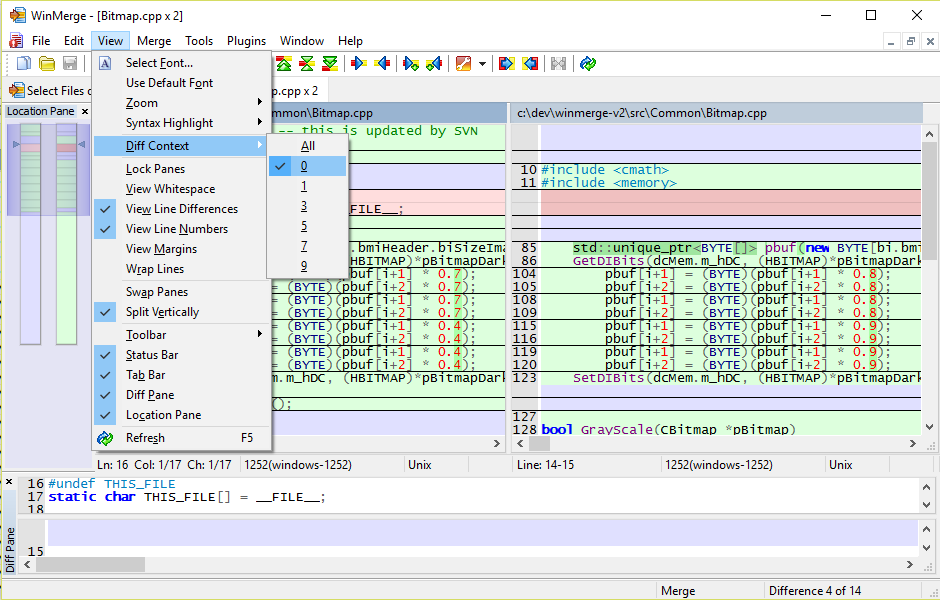 WinMerge - [Bitmap.cpp x 2]
File Edit View Merge Tools Plugins Window Help
Select Files o
p.cpp x 2
Location Pane
Select Font...
Use Default Font
Zoom
Syntax Highlight
Diff Context
Lock Panes
View Whitespace
View Line Differences
View Line Numbers
View Margins
Wrap Lines
Swap Panes
Split Vertically
Toolbar
Status Bar
Tab Bar
Diff Pane
Location Pane
Refresh F5
All
0
1
3
5
7
9
mmon\Bitmap.cpp
-- this is updated by SVN
FILE__;
.bmiHeader.biSizeIma
(HBITMAP)*pBitmapDark
pbuf[i+1] * 0.7);
= (BYTE)(pbuf[i+2] * 0.7);
= (BYTE)(pbuf[i+1] * 0.7);
= (BYTE)(pbuf[i+2] * 0.7);
= (BYTE)(pbuf[i+1] * 0.4);
= (BYTE)(pbuf[i+2] * 0.4);
= (BYTE)(pbuf[i+1] * 0.4);
= (BYTE)(pbuf[i+2] * 0.4);
m.m_hDC, (HBITMAP)*pBitmapDark
();
Ln: 16 Col: 1/17 Ch: 1/17 1252(windows-1252) Unix
c:\dev\winmerge-v2\src\Common\Bitmap.cpp
10 #include <cmath>
11 #include <memory>
85 std::unique_ptr<BYTE[]> pbuf(new BYTE[bi.bmi
86 GetDIBits(dcMem.m_hDC, (HBITMAP)*pBitmapDark
104 pbuf[i+1] = (BYTE)(pbuf[i+1] * 0.8);
105 pbuf[i+2] = (BYTE)(pbuf[i+2] * 0.8);
108 pbuf[i+1] = (BYTE)(pbuf[i+1] * 0.8);
109 pbuf[i+2] = (BYTE)(pbuf[i+2] * 0.8);
115 pbuf[i+1] = (BYTE)(pbuf[i+1] * 0.9);
116 pbuf[i+2] = (BYTE)(pbuf[i+2] * 0.9);
119 pbuf[i+1] = (BYTE)(pbuf[i+1] * 0.9);
120 pbuf[i+2] = (BYTE)(pbuf[i+2] * 0.9);
123 SetDIBits(dcMem.m_hDC, (HBITMAP)*pBitmapDark
127
128 bool GrayScale(CBitmap *pBitmap)
Line: 14-15 1252(windows-1252) Unix
Diff Pane
16 #undef THIS_FILE
17 static char THIS_FILE[] = __FILE__;
18
15
Merge Difference 4 of 14